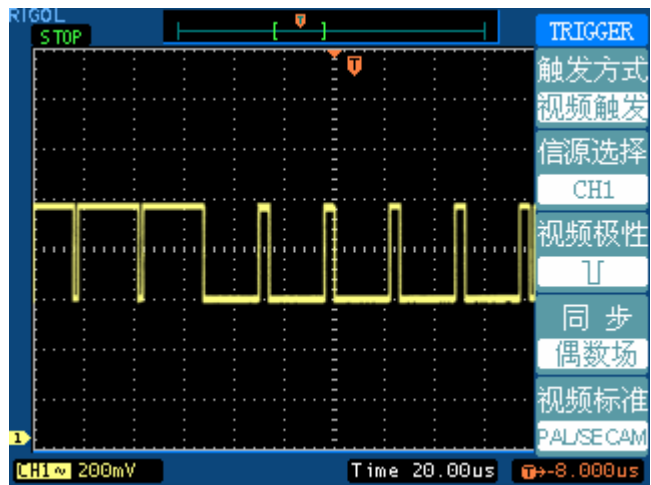 RIGOL
STOP
T
T
TRIGGER
触发方式
视频触发
信源选择
CH1
视频极性
同 步
偶数场
视频标准
PAL/SECAM
1
CH1~ 200mV
Time 20.00us
T→-8.000us